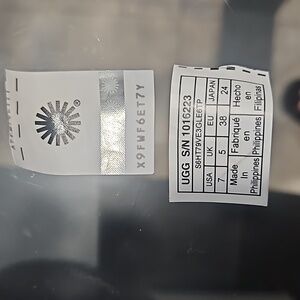 ®
X9FWF6ET7Y
UGG S/N 1016223
S6HT79VE3GLE6TP
USA UK EU JAPAN
7 5 38 24
Made Fabriqué Hecho
In en en
Philippines Philippines Filipinas